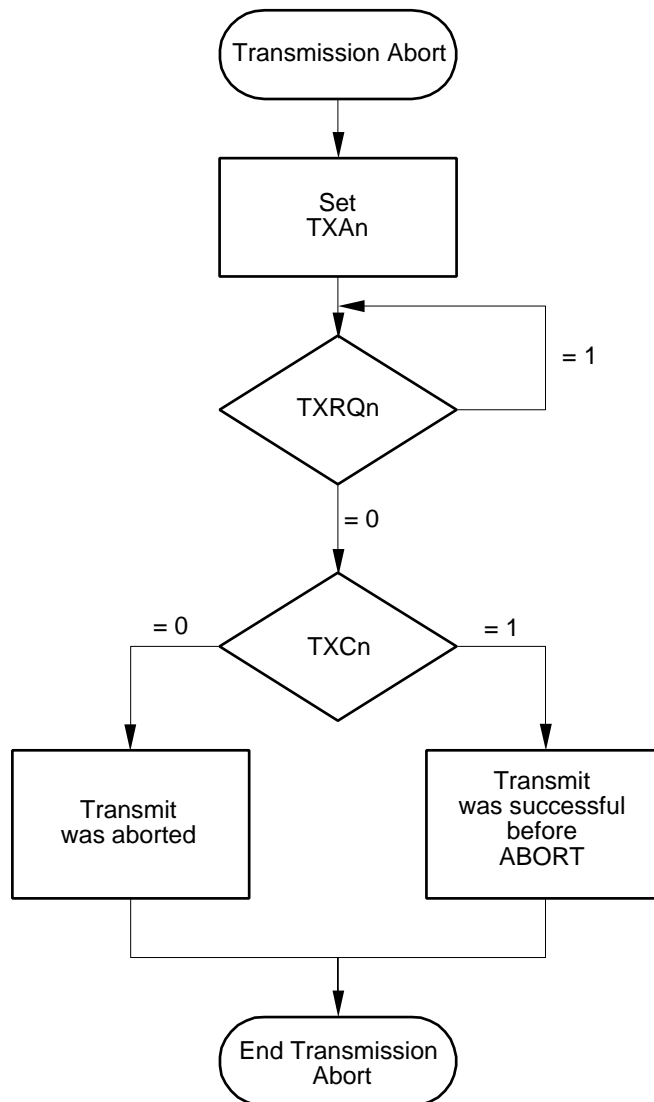 Transmission Abort
Set
TXAn
= 1
TXRQn
= 0
= 0
TXCn
= 1
Transmit
was aborted
Transmit
was successful
before
ABORT
End Transmission
Abort